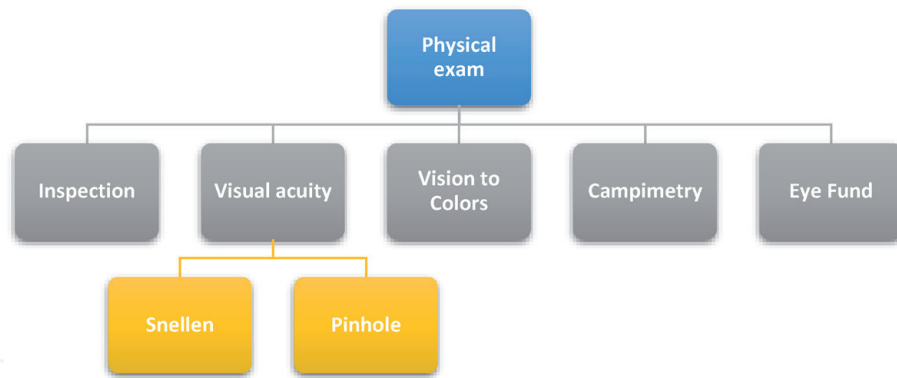 Physical
exam
Inspection
Visual acuity
Vision to
Colors
Campimetry
Eye Fund
Snellen
Pinhole